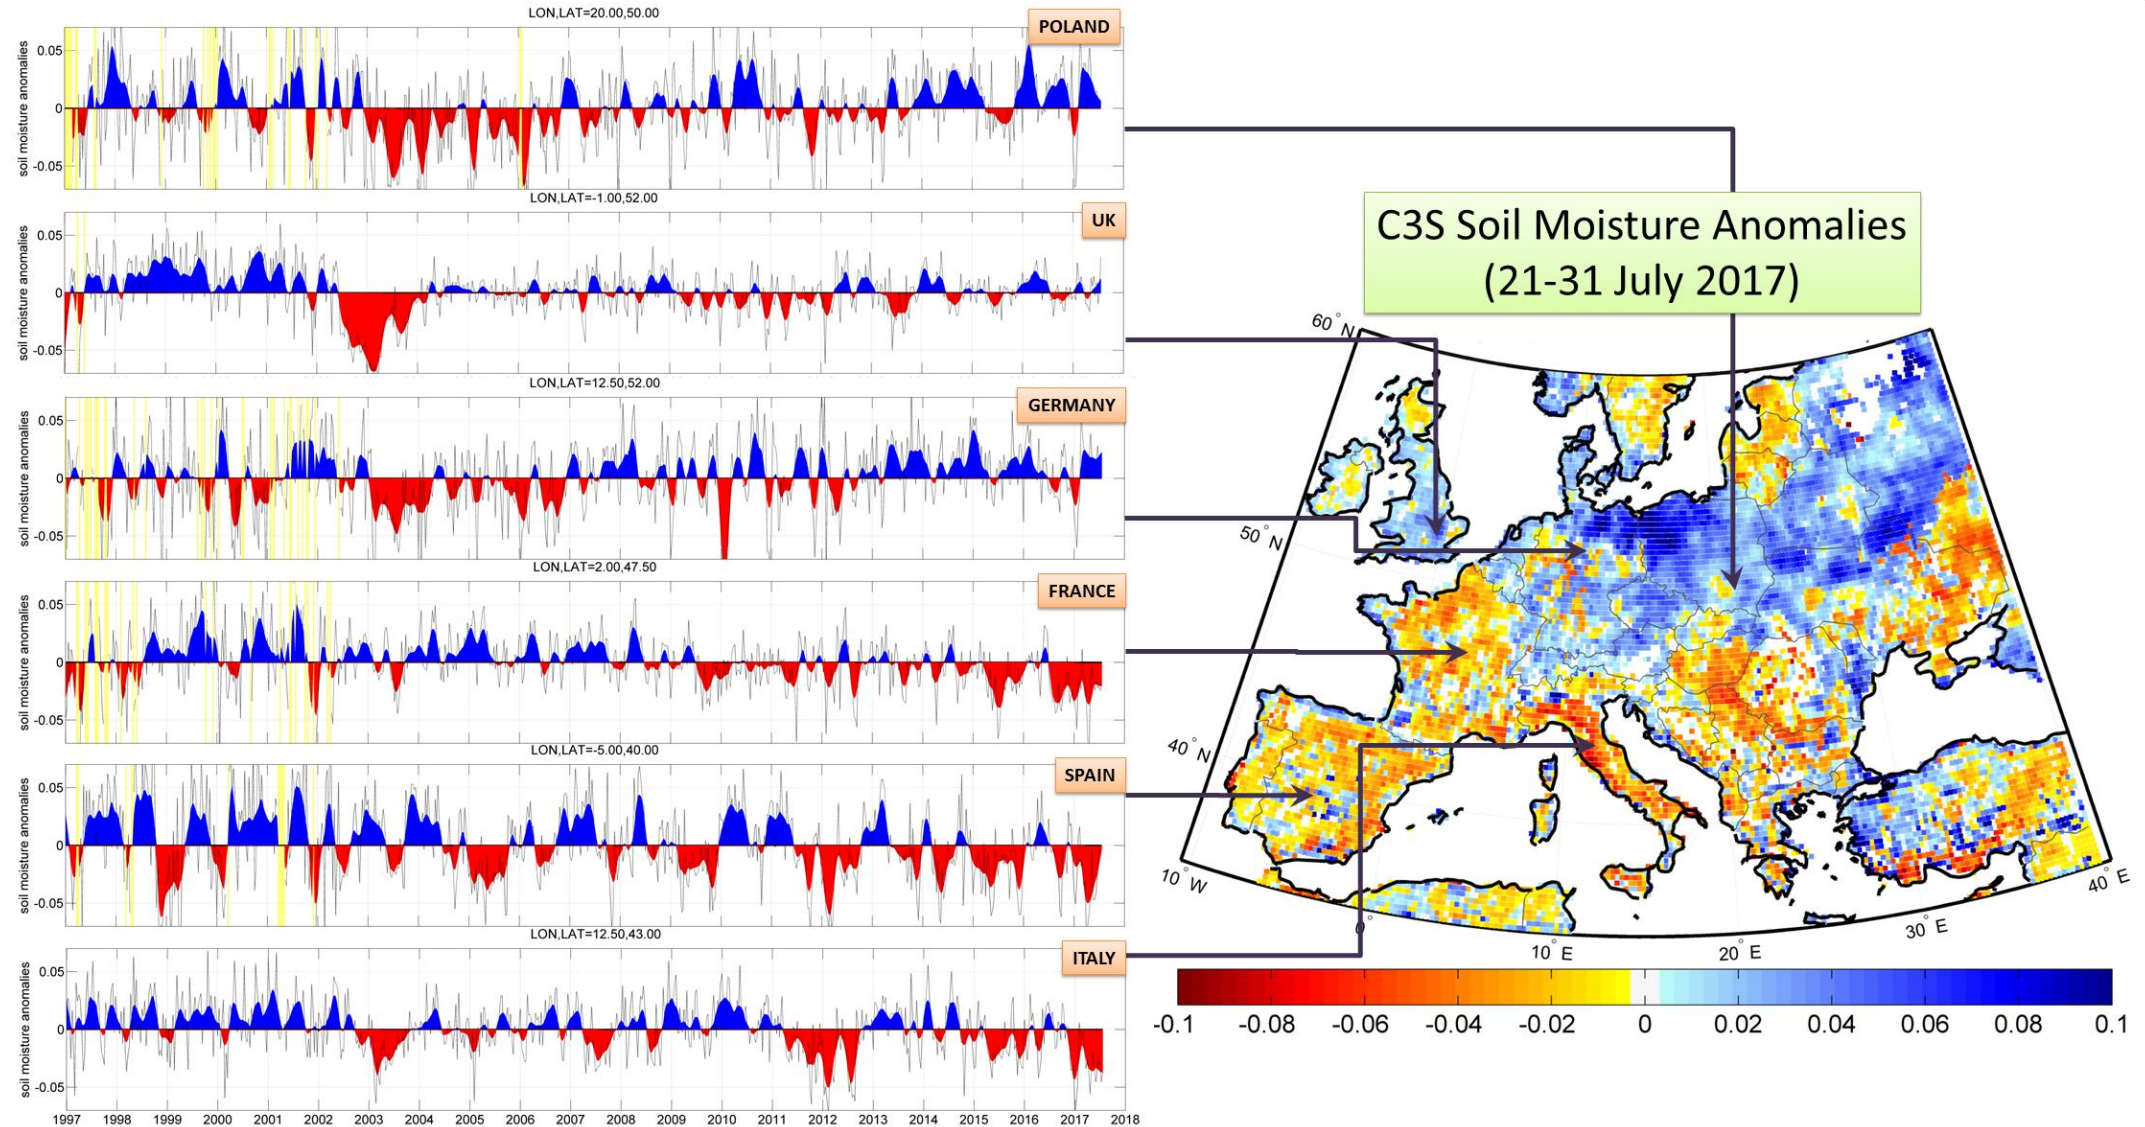 LON,LAT=20.00,50.00
POLAND
soil moisture anomalies
0.05
0
-0.05
LON,LAT=-1.00,52.00
UK
soil moisture anomalies
0.05
0
-0.05
LON,LAT=12.50,52.00
GERMANY
soil moisture anomalies
0.05
0
-0.05
LON,LAT=2.00,47.50
FRANCE
soil moisture anomalies
0.05
0
-0.05
LON,LAT=-5.00,40.00
SPAIN
soil moisture anomalies
0.05
0
-0.05
LON,LAT=12.50,43.00
ITALY
soil moisture anomalies
0.05
0
-0.05
1997 1998 1999 2000 2001 2002 2003 2004 2005 2006 2007 2008 2009 2010 2011 2012 2013 2014 2015 2016 2017 2018
C3S Soil Moisture Anomalies
(21-31 July 2017)
60°N
50°N
40°N
10°W
0
10°E
20°E
30°E
40°E
-0.1 -0.08 -0.06 -0.04 -0.02 0 0.02 0.04 0.06 0.08 0.1